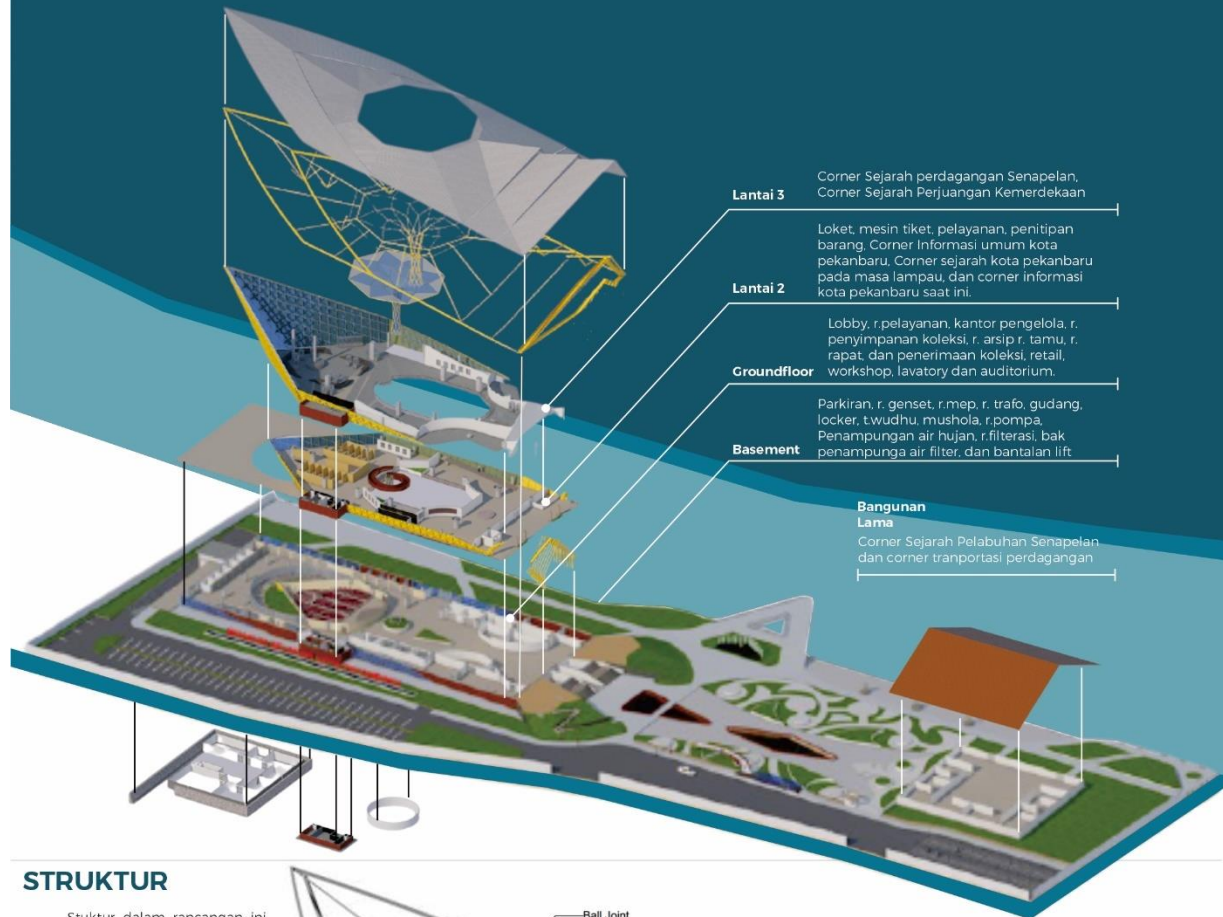 Lantai 3
Corner Sejarah perdagangan Senapelan,
Corner Sejarah Perjuangan Kemerdekaan
Lantai 2
Loket, mesin tiket, pelayanan, penitipan
barang, Corner Informasi umum kota
pekanbaru, Corner sejarah kota pekanbaru
pada masa lampau, dan corner informasi
kota pekanbaru saat ini.
Groundfloor
Lobby, r.pelayanan, kantor pengelola, r.
penyimpanan koleksi, r. arsip r. tamu, r.
rapat, dan penerimaan koleksi, retail,
workshop, lavatory dan auditorium.
Basement
Parkiran, r. genset, r.mep, r. trafo, gudang,
locker, t.wudhu, mushola, r.pompa,
Penampungan air hujan, r.filterasi, bak
penampunga air filter, dan bantalan lift
Bangunan
Lama
Corner Sejarah Pelabuhan Senapelan
dan corner tranportasi perdagangan
STRUKTUR
Stuktur dalam rancangan ini
Ball Joint